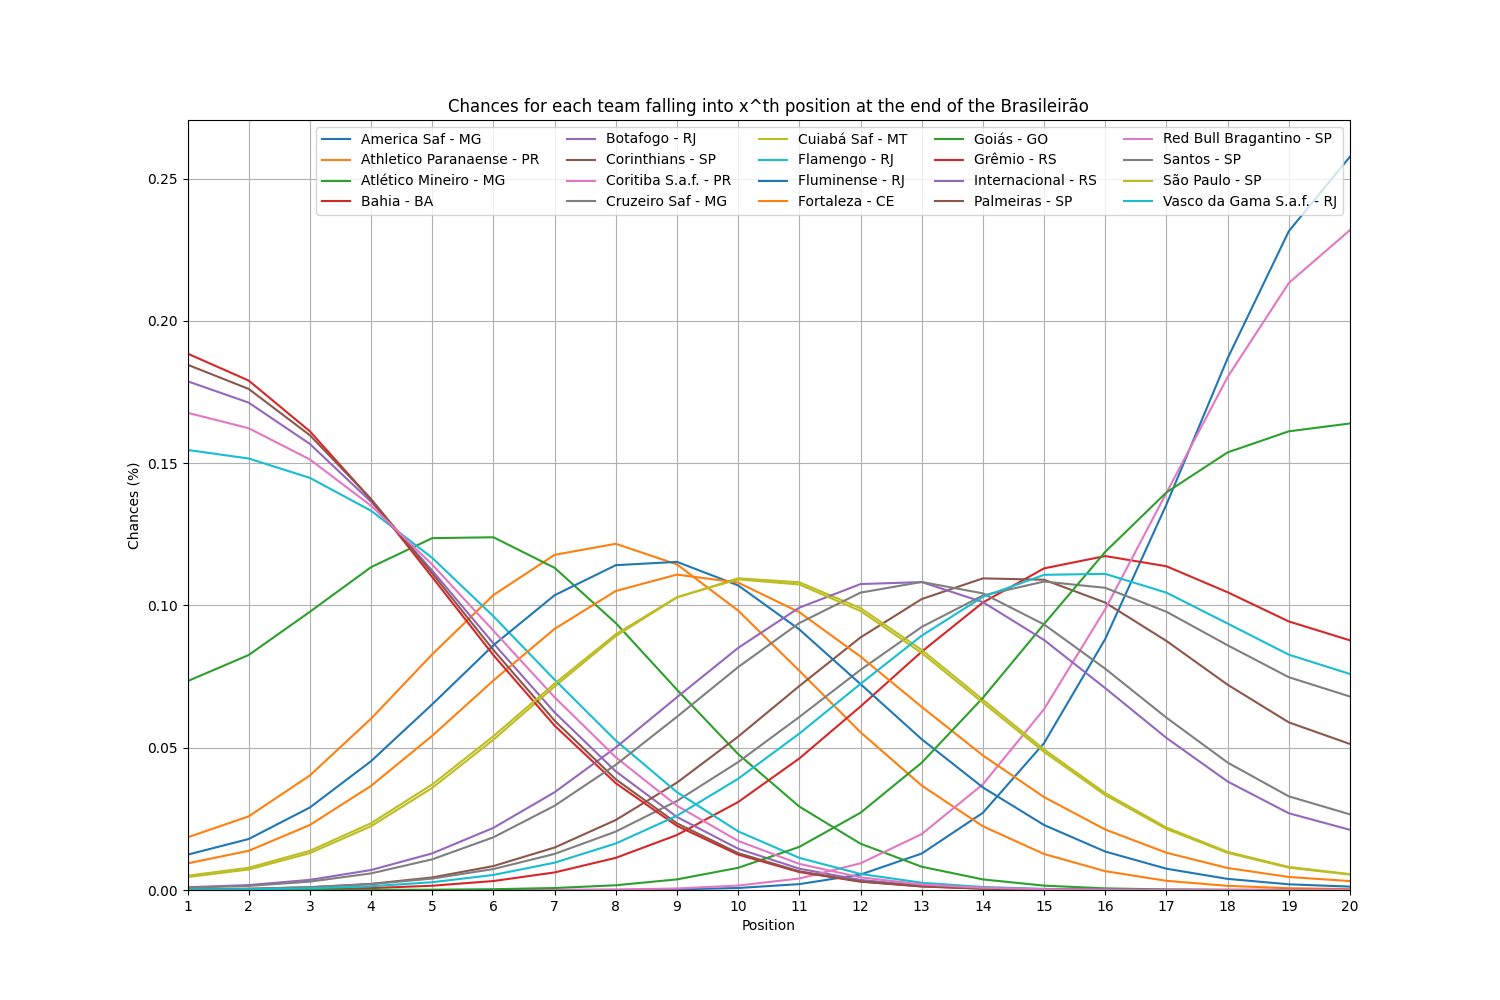 Chances for each team falling into x^th position at the end of the Brasileirão
America Saf - MG
Athletico Paranaense - PR
Atlético Mineiro - MG
Bahia - BA
Botafogo - RJ
Corinthians - SP
Coritiba S.a.f. - PR
Cruzeiro Saf - MG
Cuiabá Saf - MT
Flamengo - RJ
Fluminense - RJ
Fortaleza - CE
Goiás - GO
Grêmio - RS
Internacional - RS
Palmeiras - SP
Red Bull Bragantino - SP
Santos - SP
São Paulo - SP
Vasco da Gama S.a.f. - RJ
Chances (%)
0.25
0.20
0.15
0.10
0.05
0.00
1 2 3 4 5 6 7 8 9 10 11 12 13 14 15 16 17 18 19 20
Position